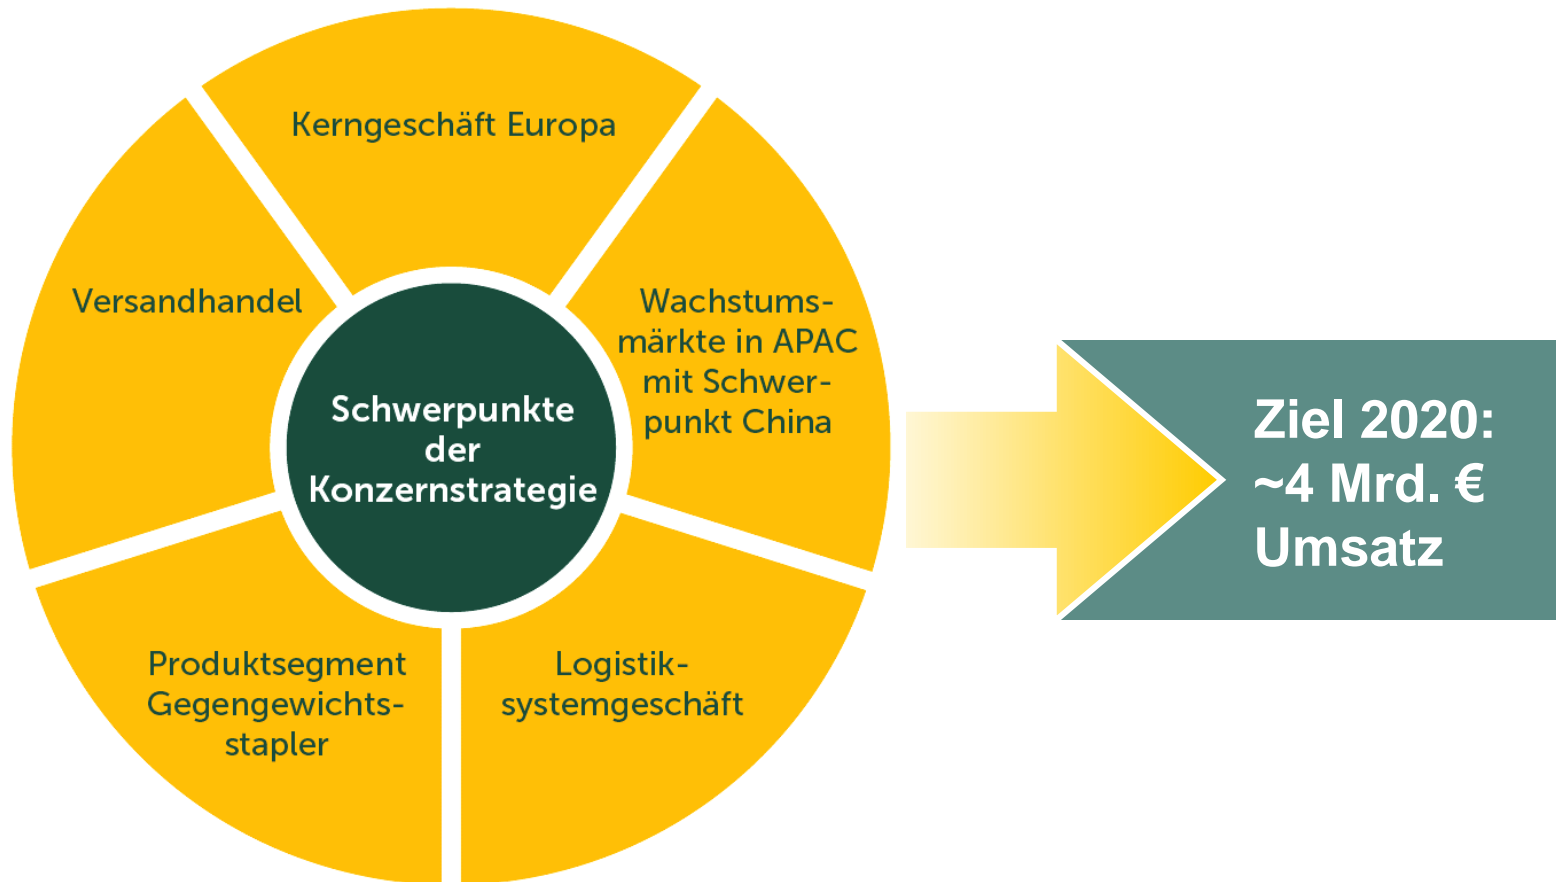 Kerngeschäft Europa
Versandhandel
Wachstums-
märkte in APAC
mit Schwer-
punkt China
Schwerpunkte
der
Konzernstrategie
Ziel 2020:
~4 Mrd. €
Umsatz
Produktsegment
Gegengewichts-
stapler
Logistik-
systemgeschäft